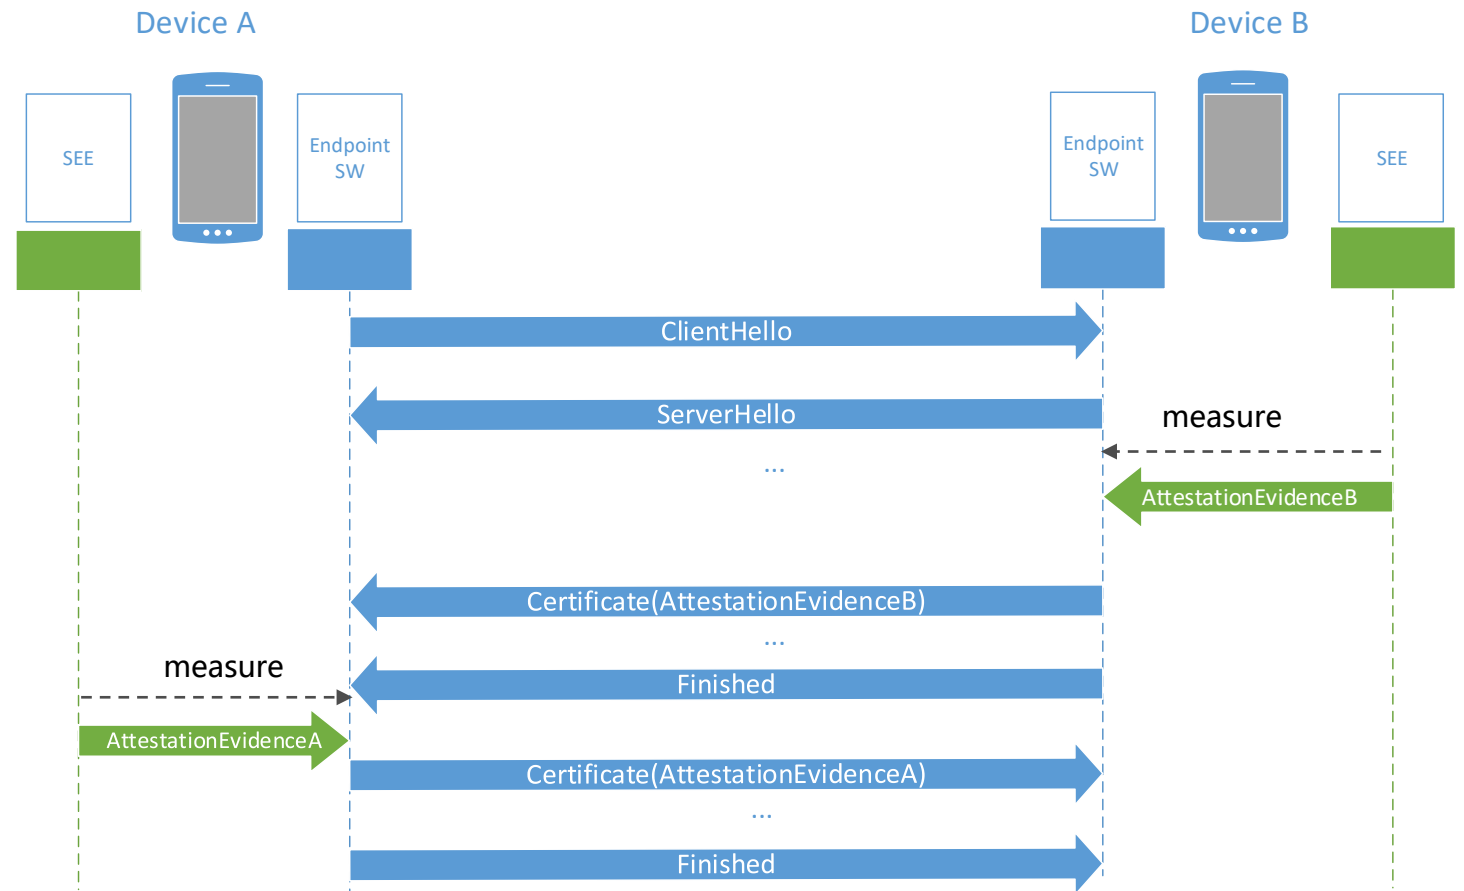 Device A
Device B
SEE
Endpoint
SW
Endpoint
SW
SEE
ClientHello
ServerHello
measure
...
AttestationEvidenceB
Certificate(AttestationEvidenceB)
...
measure
Finished
AttestationEvidenceA
Certificate(AttestationEvidenceA)
...
Finished